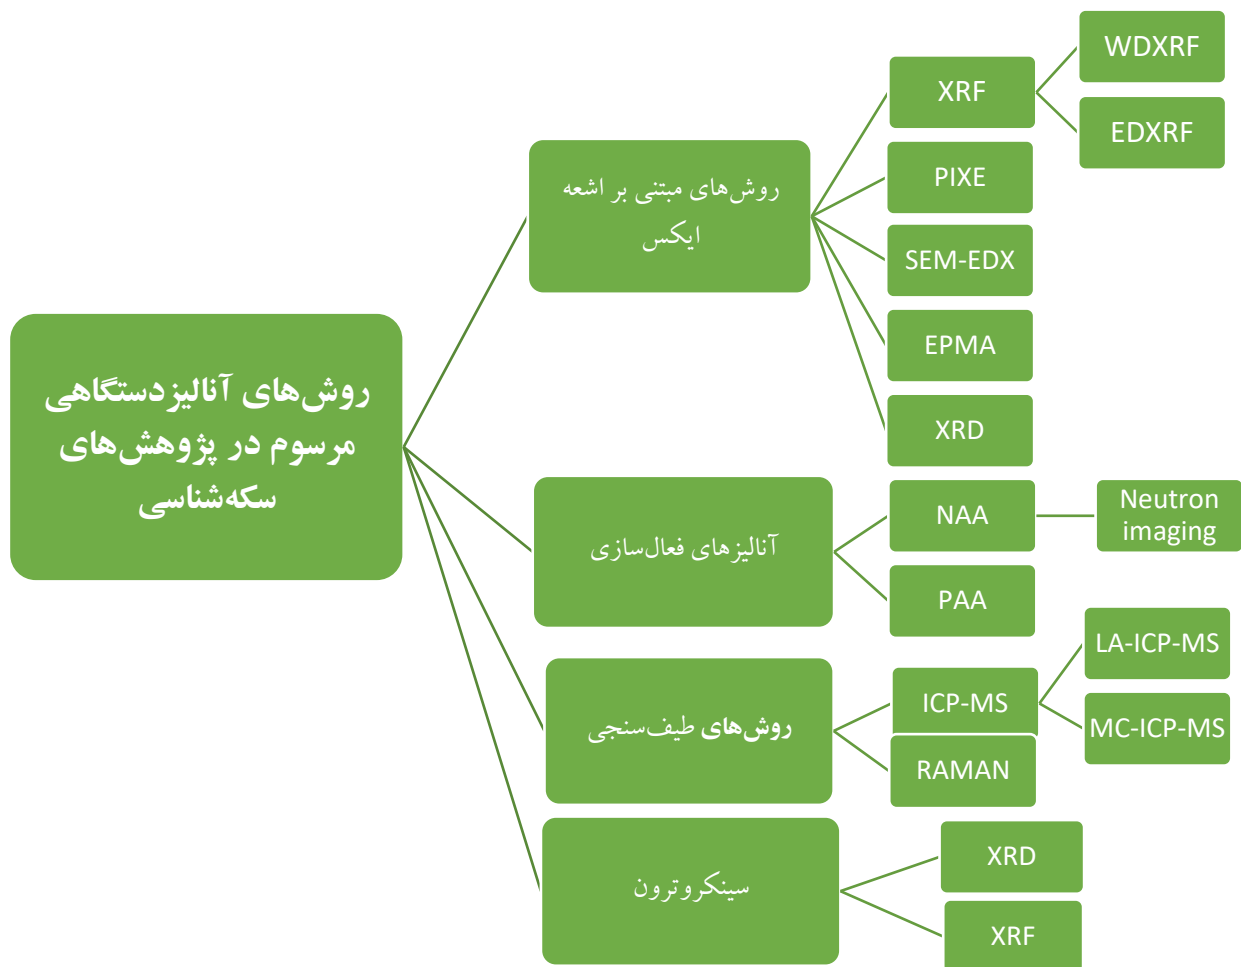 روش‌های آنالیزدستگاهی
مرسوم در پژوهش‌های
سکه‌شناسی
روش‌های مبتنی بر اشعه
ایکس
XRF
WDXRF
EDXRF
PIXE
SEM-EDX
EPMA
XRD
آنالیزهای فعال‌سازی
NAA
Neutron
imaging
PAA
روش‌های طیف‌سنجی
ICP-MS
LA-ICP-MS
MC-ICP-MS
RAMAN
سینکروترون
XRD
XRF